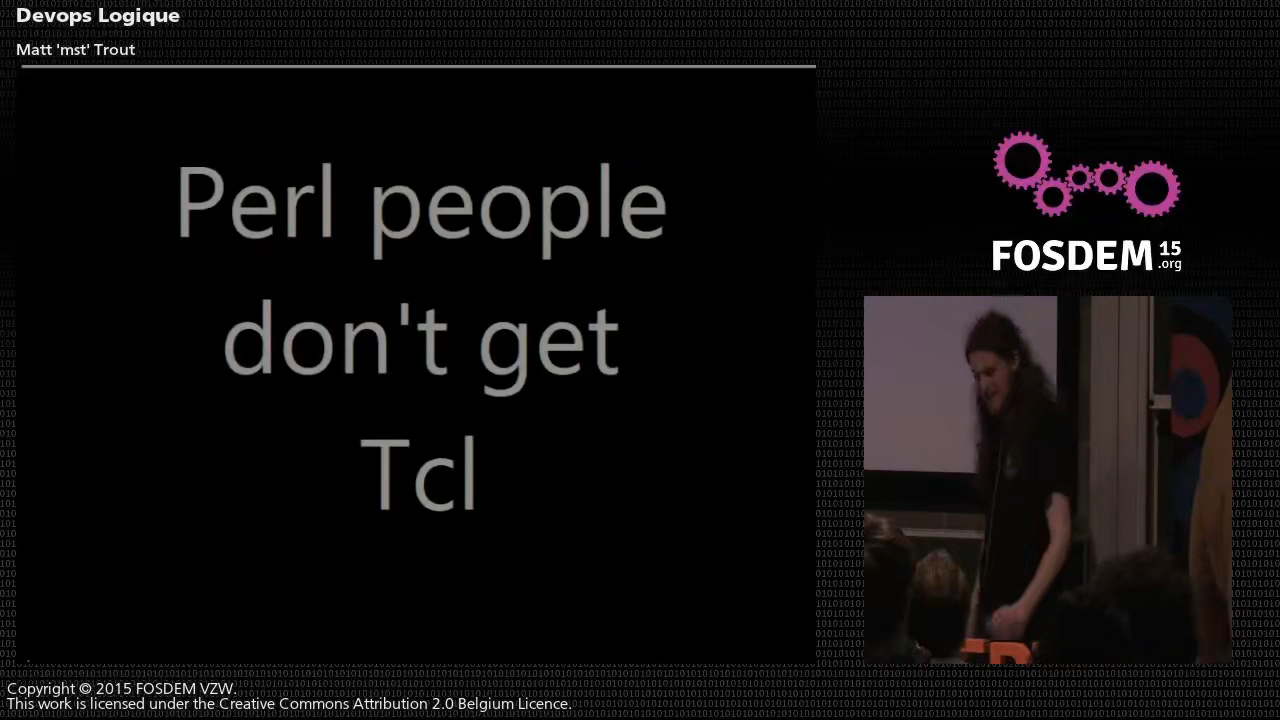 Devops Logique
Matt 'mst' Trout
Perl people
don't get
Tcl
FOSDEM 15
.org
Copyright © 2015 FOSDEM VZW.
This work is licensed under the Creative Commons Attribution 2.0 Belgium Licence.